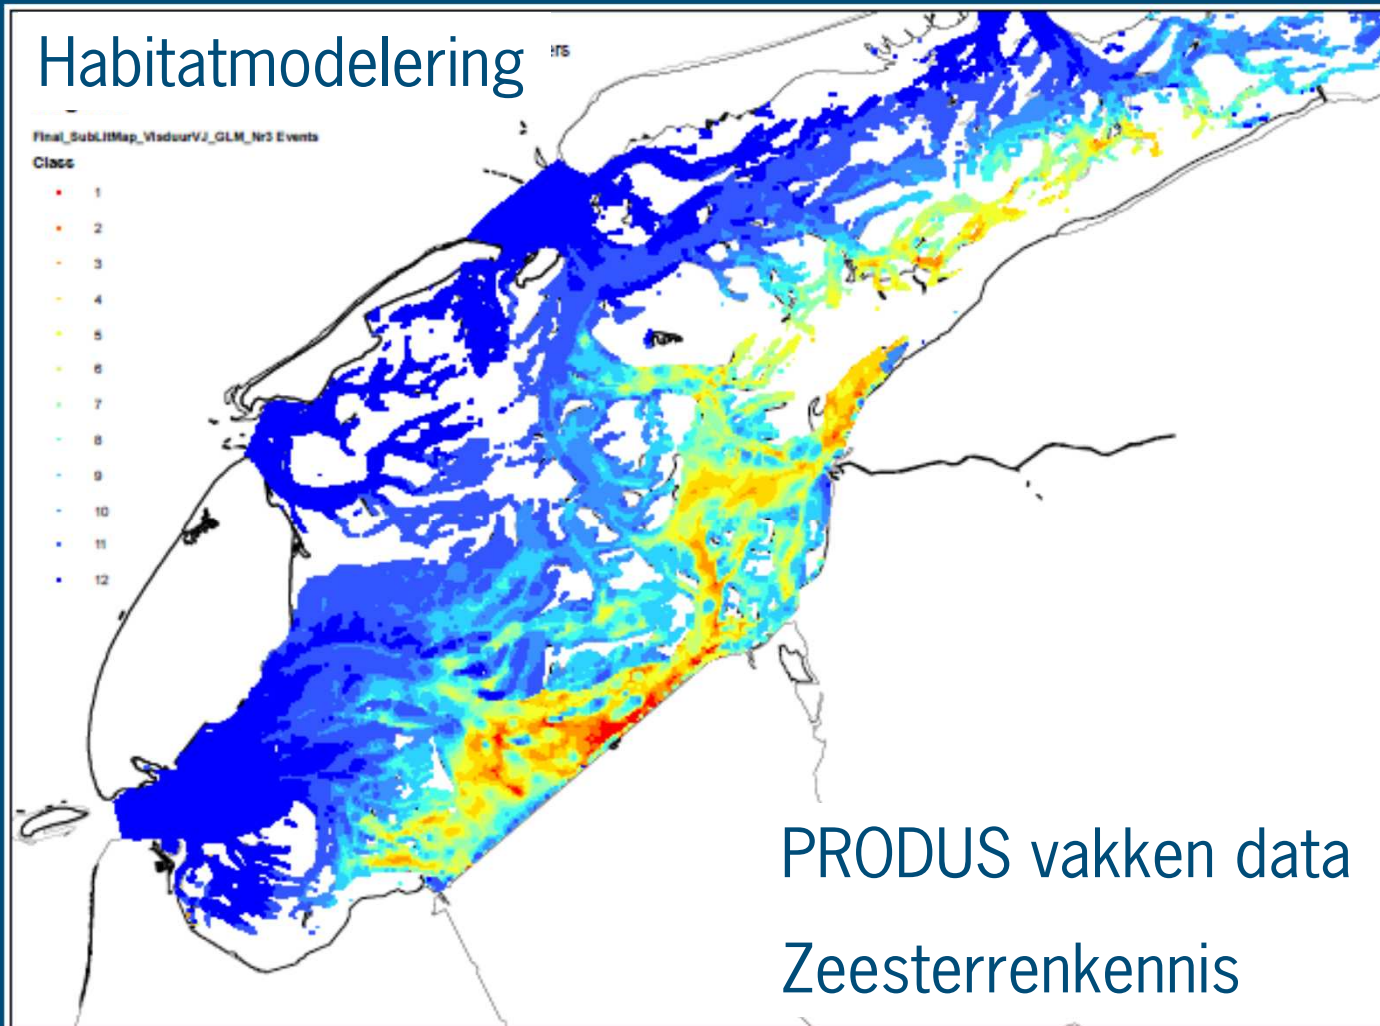 Habitatmodelering
ers
Final_SubLitMap_VisduurVJ_GLM_Nr3 Events
Class
1
2
3
4
5
6
7
8
9
10
11
12
PRODUS vakken data
Zeesterrenkennis